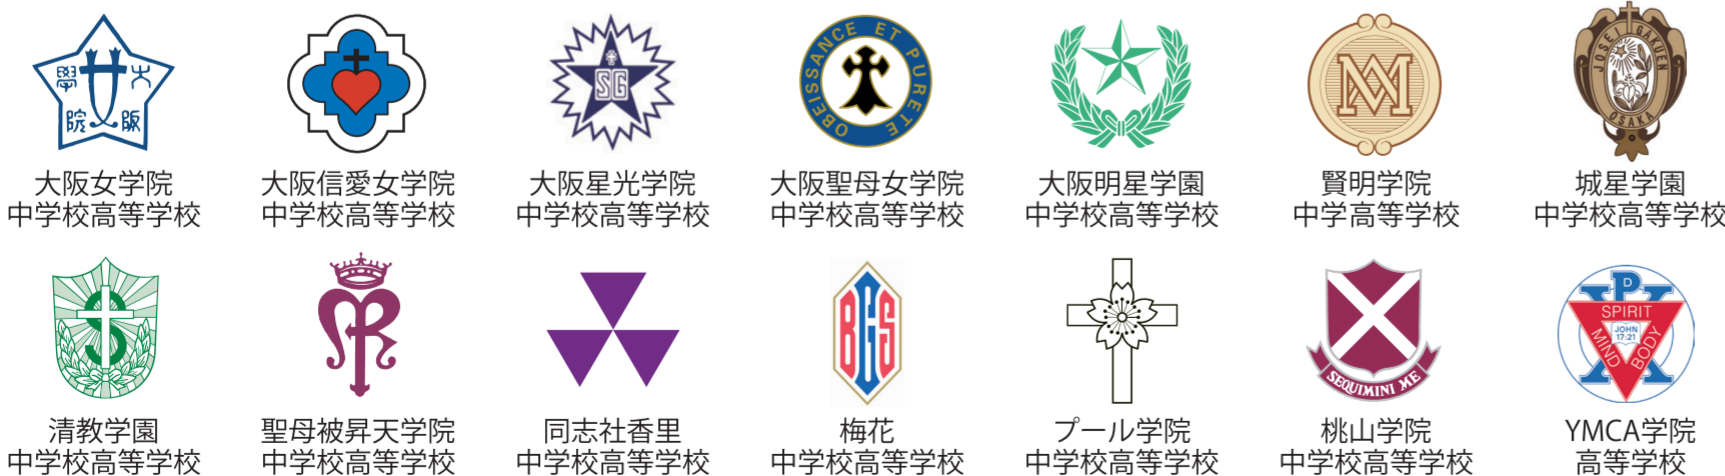 大阪女学院
大阪女学院
中学校高等学校
大阪信愛女学院
中学校高等学校
SG
大阪星光学院
中学校高等学校
OBEISSANCE ET PURETE
大阪聖母女学院
中学校高等学校
大阪明星学園
中学校高等学校
賢明学院
中学高等学校
JOSEI GAKUEN
OSAKA
城星学園
中学校高等学校
S
清教学園
中学校高等学校
聖母被昇天学院
中学校高等学校
同志社香里
中学校高等学校
BGS
梅花
中学校高等学校
プール学院
中学校高等学校
SEQUIMINI ME
桃山学院
中学校高等学校
SPIRIT
MIND
BODY
JOHN
17:21
YMCA学院
高等学校